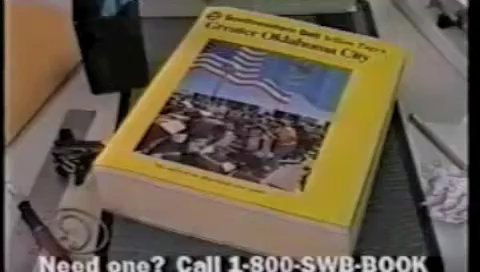 Southwestern Bell Yellow Pages
Greater Oklahoma City
Need one? Call 1-800-SWB-BOOK